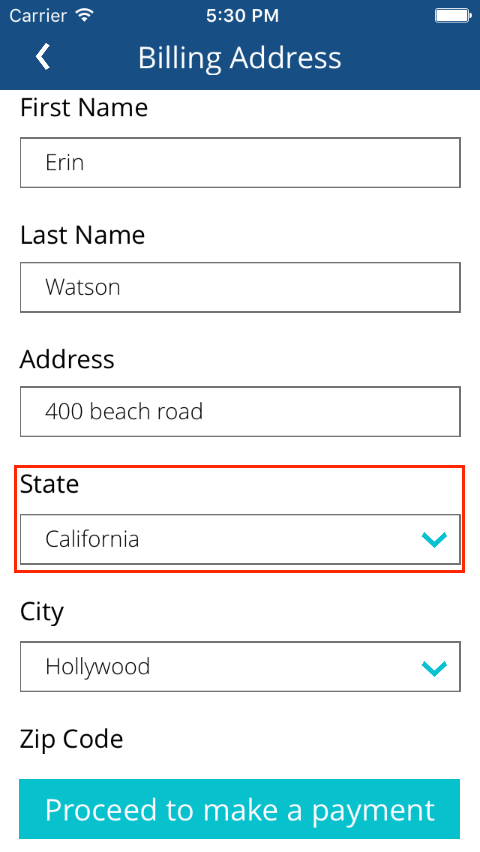 Carrier 5:30 PM
Billing Address
First Name
Erin
Last Name
Watson
Address
400 beach road
State
California
City
Hollywood
Zip Code
Proceed to make a payment